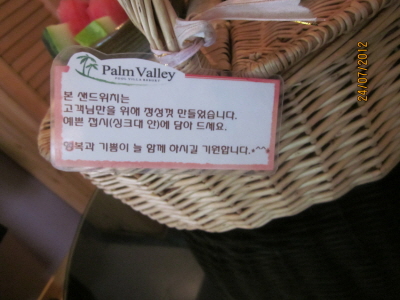 Palm Valley
POOL VILLA RESORT
본 샌드위치는
고객님만을 위해 정성껏 만들었습니다.
예쁜 접시(싱크대 안)에 담아 드세요.
행복과 기쁨이 늘 함께 하시길 기원합니다.*^^*
24/07/2012